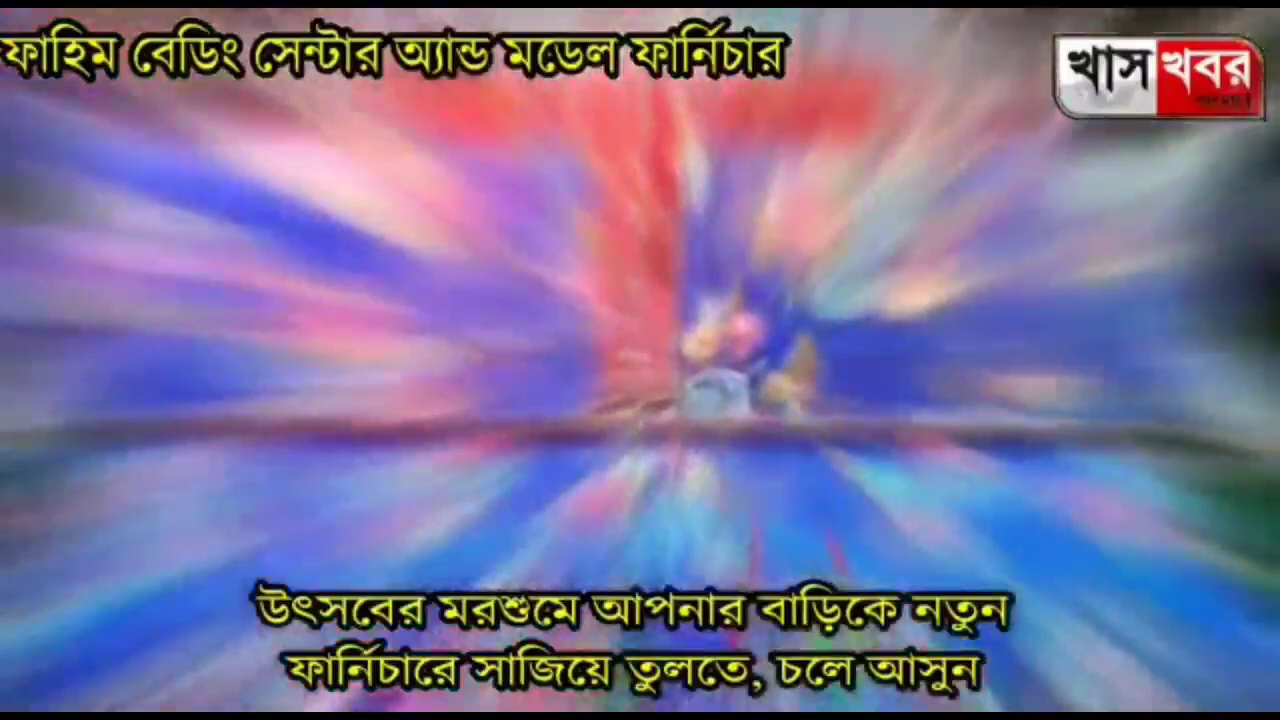 ফাহিম বেডিং সেন্টার অ্যান্ড মডেল ফার্নিচার
খাস খবর
উৎসবের মরশুমে আপনার বাড়িকে নতুন
ফার্নিচারে সাজিয়ে তুলতে, চলে আসুন